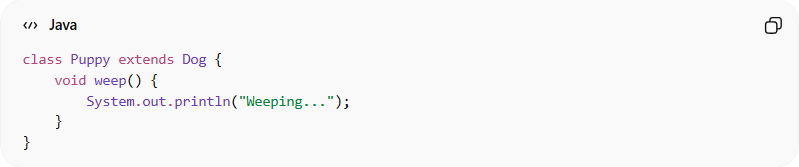 Java
class Puppy extends Dog {
    void weep() {
        System.out.println("Weeping...");
    }
}